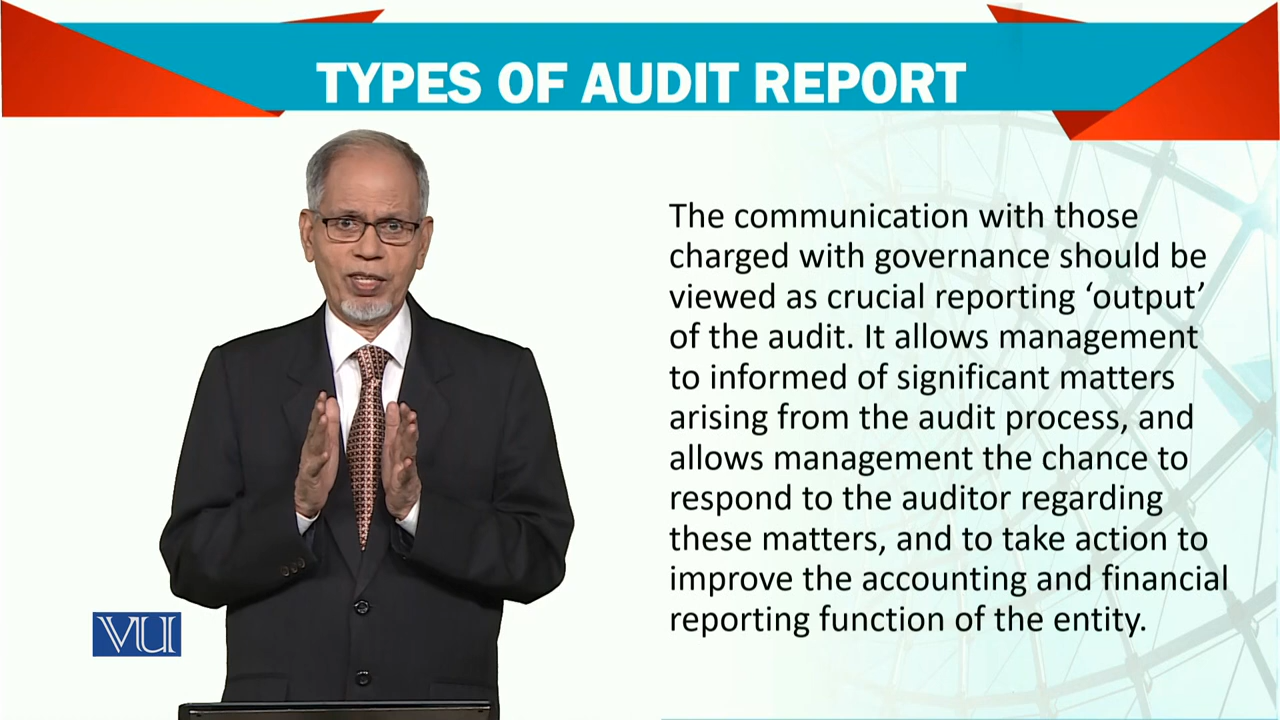 TYPES OF AUDIT REPORT
The communication with those
charged with governance should be
viewed as crucial reporting ‘output’
of the audit. It allows management
to informed of significant matters
arising from the audit process, and
allows management the chance to
respond to the auditor regarding
these matters, and to take action to
improve the accounting and financial
reporting function of the entity.
VU